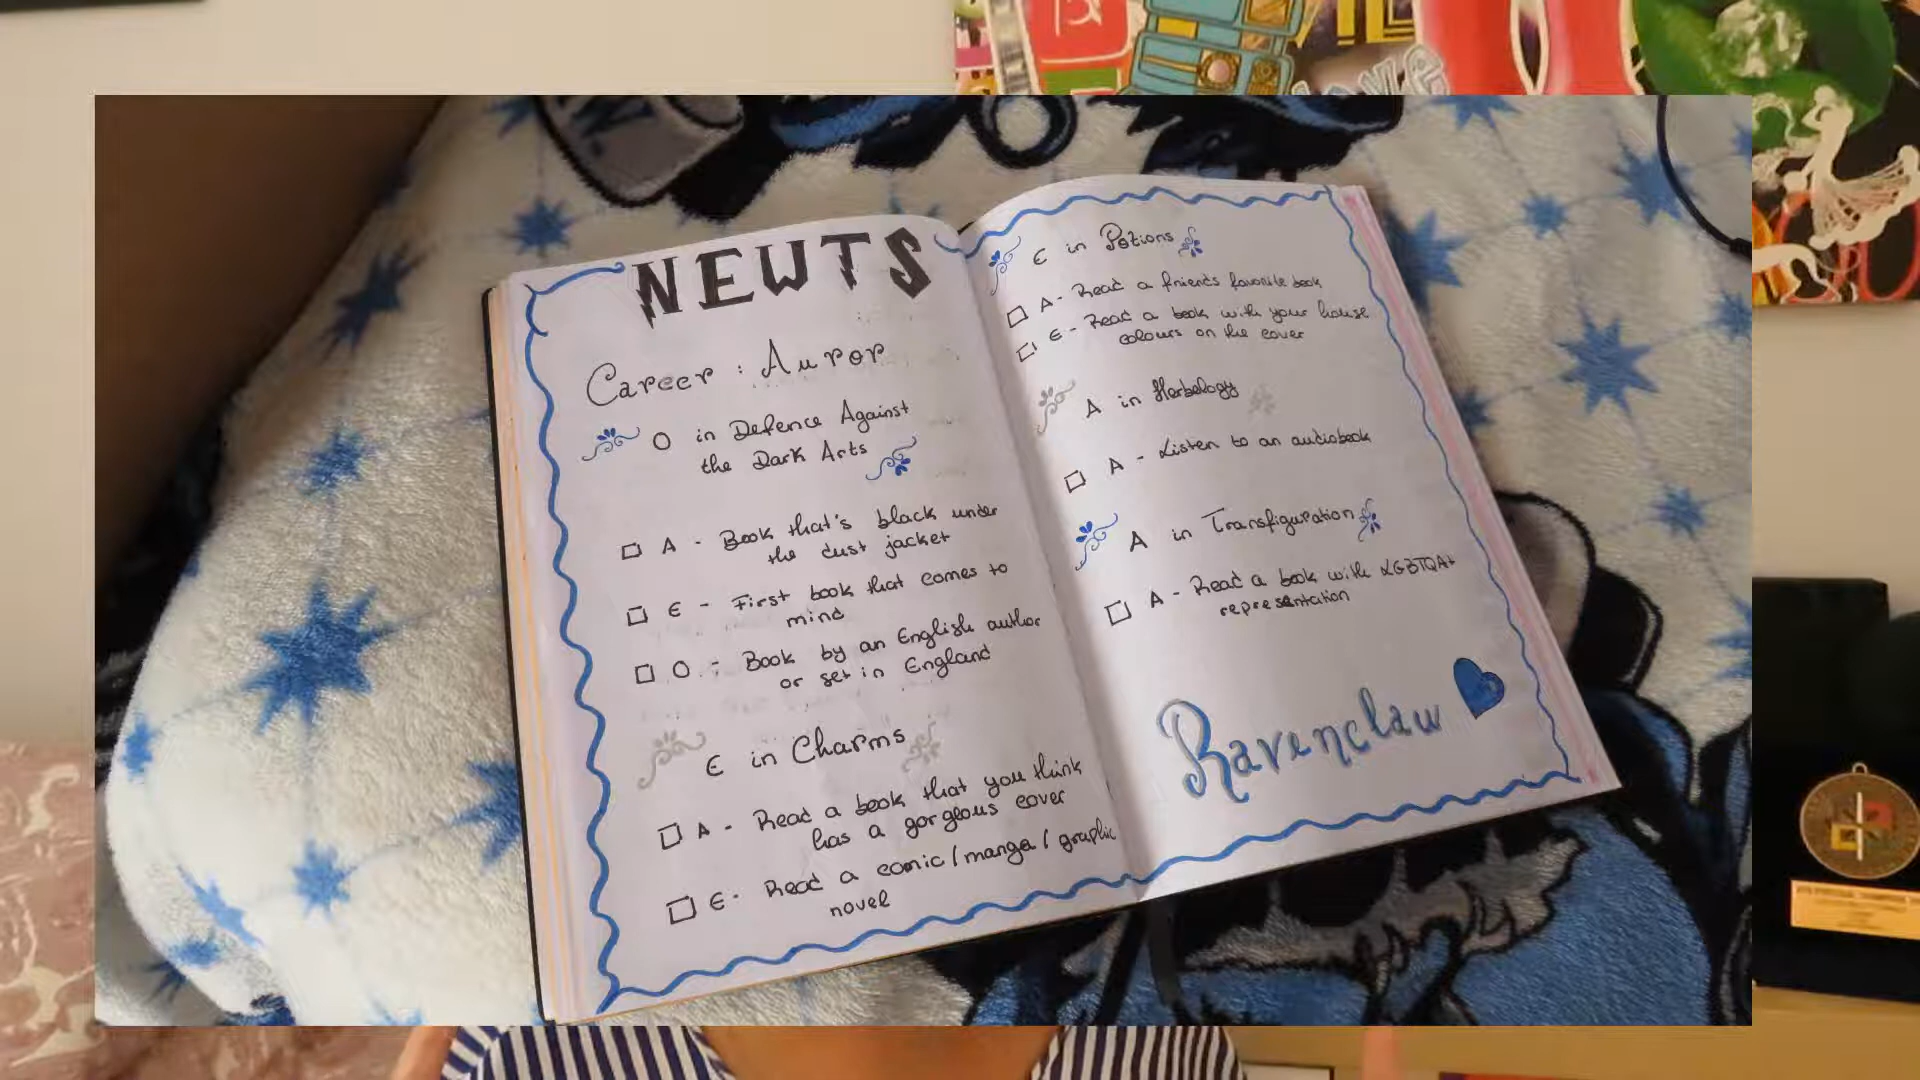 NEWTS
Career : Auror
O in Defence Against
the Dark Arts
A - Book that's black under
the dust jacket
E - First book that comes to
mind
O - Book by an English author
or set in England
E in Charms
A - Read a book that you think
has a gorgeous cover
E - Read a comic/manga/graphic
novel
E in Potions
A - Read a friends favorite book
E - Read a book with your house
colours on the cover
A in Herbology
A - Listen to an audiobook
A in Transfiguration
A - Read a book with LGBTQA+
representation
Ravenclaw